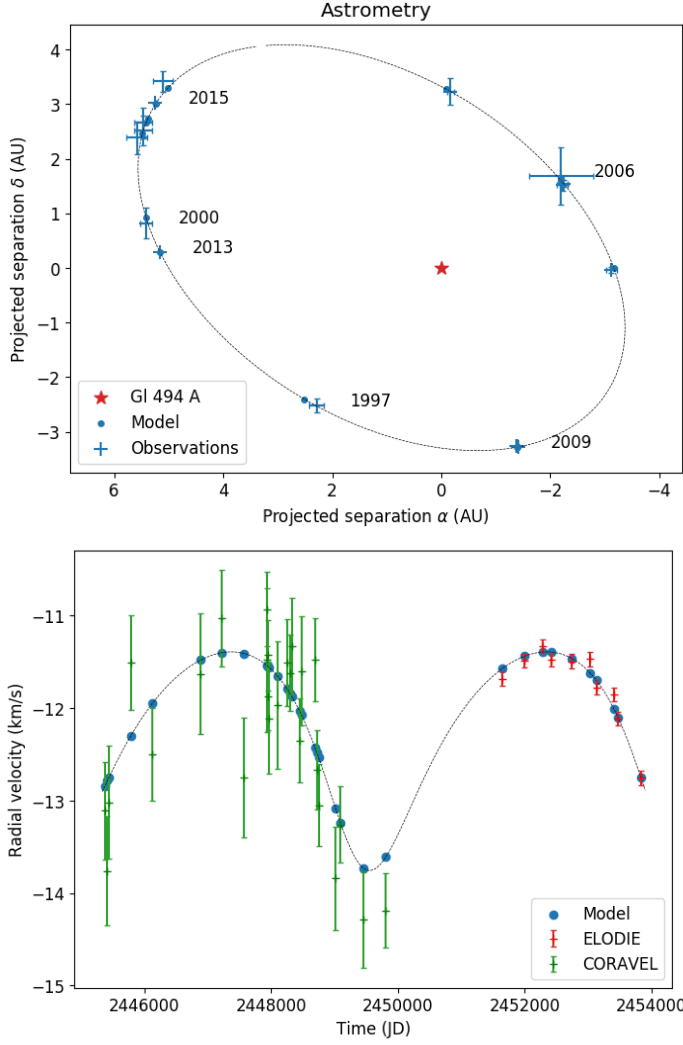 Astrometry
Projected separation δ (AU)
4
3
2
1
0
−1
−2
−3
2015
2006
2000
2013
1997
2009
Gl 494 A
Model
Observations
6
4
2
0
−2
−4
Projected separation α (AU)
Radial velocity (km/s)
−11
−12
−13
−14
−15
Model
ELODIE
CORAVEL
2446000
2448000
2450000
2452000
2454000
Time (JD)